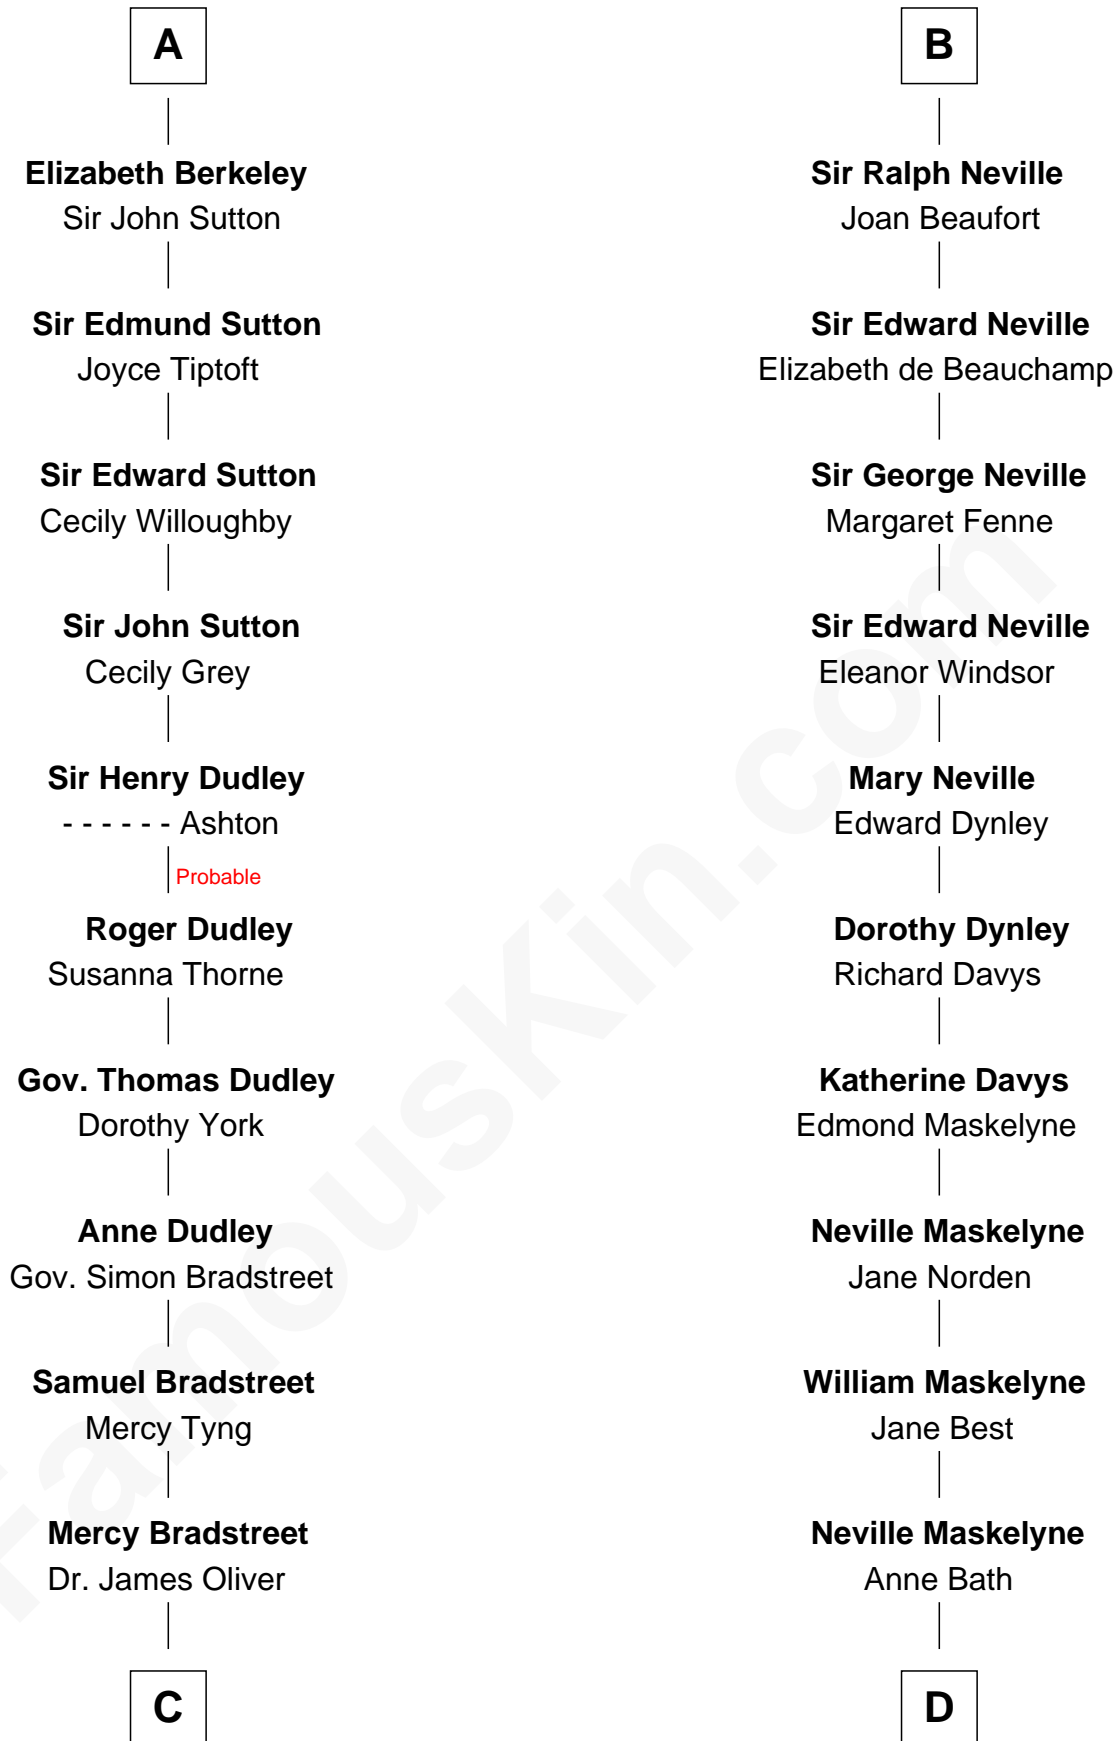 A
Elizabeth Berkeley
Sir John Sutton
Sir Edmund Sutton
Joyce Tiptoft
Sir Edward Sutton
Cecily Willoughby
Sir John Sutton
Cecily Grey
Sir Henry Dudley
- - - - - - Ashton
Probable
Roger Dudley
Susanna Thorne
Gov. Thomas Dudley
Dorothy York
Anne Dudley
Gov. Simon Bradstreet
Samuel Bradstreet
Mercy Tyng
Mercy Bradstreet
Dr. James Oliver
C
B
Sir Ralph Neville
Joan Beaufort
Sir Edward Neville
Elizabeth de Beauchamp
Sir George Neville
Margaret Fenne
Sir Edward Neville
Eleanor Windsor
Mary Neville
Edward Dynley
Dorothy Dynley
Richard Davys
Katherine Davys
Edmond Maskelyne
Neville Maskelyne
Jane Norden
William Maskelyne
Jane Best
Neville Maskelyne
Anne Bath
D
FamousKin.com